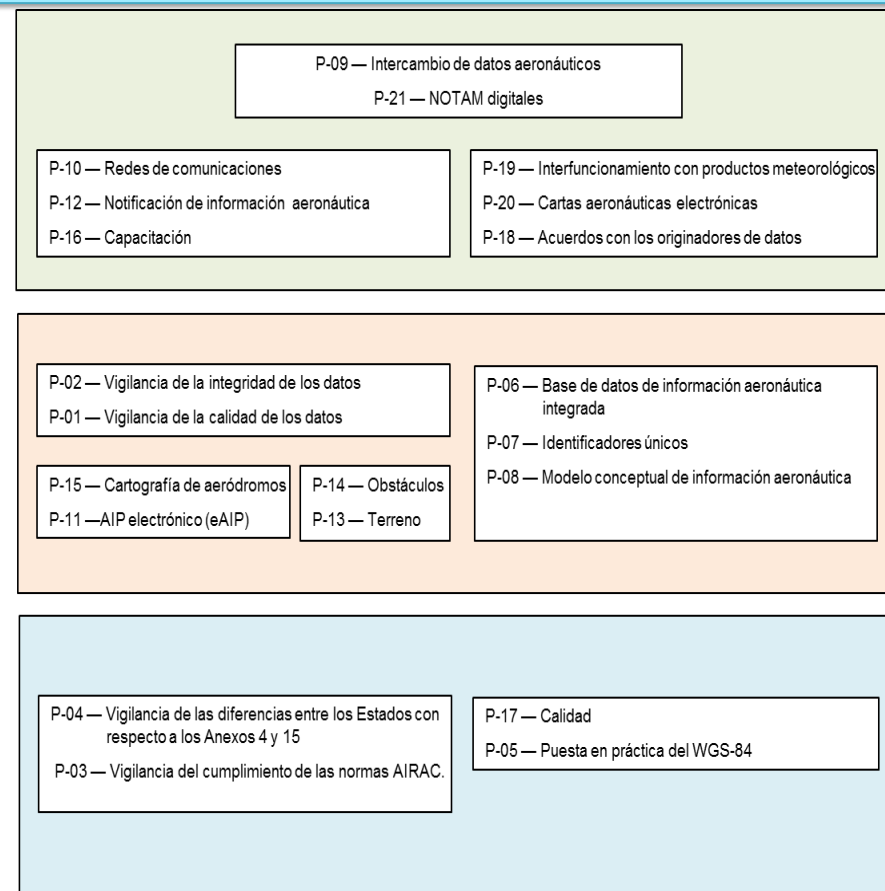 P-09 — Intercambio de datos aeronáuticos
P-21 — NOTAM digitales
P-10 — Redes de comunicaciones
P-12 — Notificación de información aeronáutica
P-16 — Capacitación
P-19 — Interfuncionamiento con productos meteorológicos
P-20 — Cartas aeronáuticas electrónicas
P-18 — Acuerdos con los originadores de datos
P-02 — Vigilancia de la integridad de los datos
P-01 — Vigilancia de la calidad de los datos
P-06 — Base de datos de información aeronáutica
integrada
P-07 — Identificadores únicos
P-08 — Modelo conceptual de información aeronáutica
P-15 — Cartografía de aeródromos
P-11 —AIP electrónico (eAIP)
P-14 — Obstáculos
P-13 — Terreno
P-04 — Vigilancia de las diferencias entre los Estados con
respecto a los Anexos 4 y 15
P-03 — Vigilancia del cumplimiento de las normas AIRAC.
P-17 — Calidad
P-05 — Puesta en práctica del WGS-84